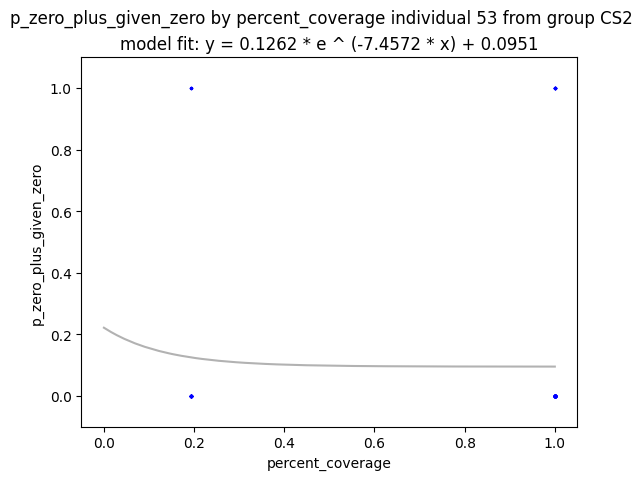 p_zero_plus_given_zero by percent_coverage individual 53 from group CS2
model fit: y = 0.1262 * e ^ (-7.4572 * x) + 0.0951
1.0
0.8
0.6
0.4
0.2
0.0
p_zero_plus_given_zero
0.0 0.2 0.4 0.6 0.8 1.0
percent_coverage